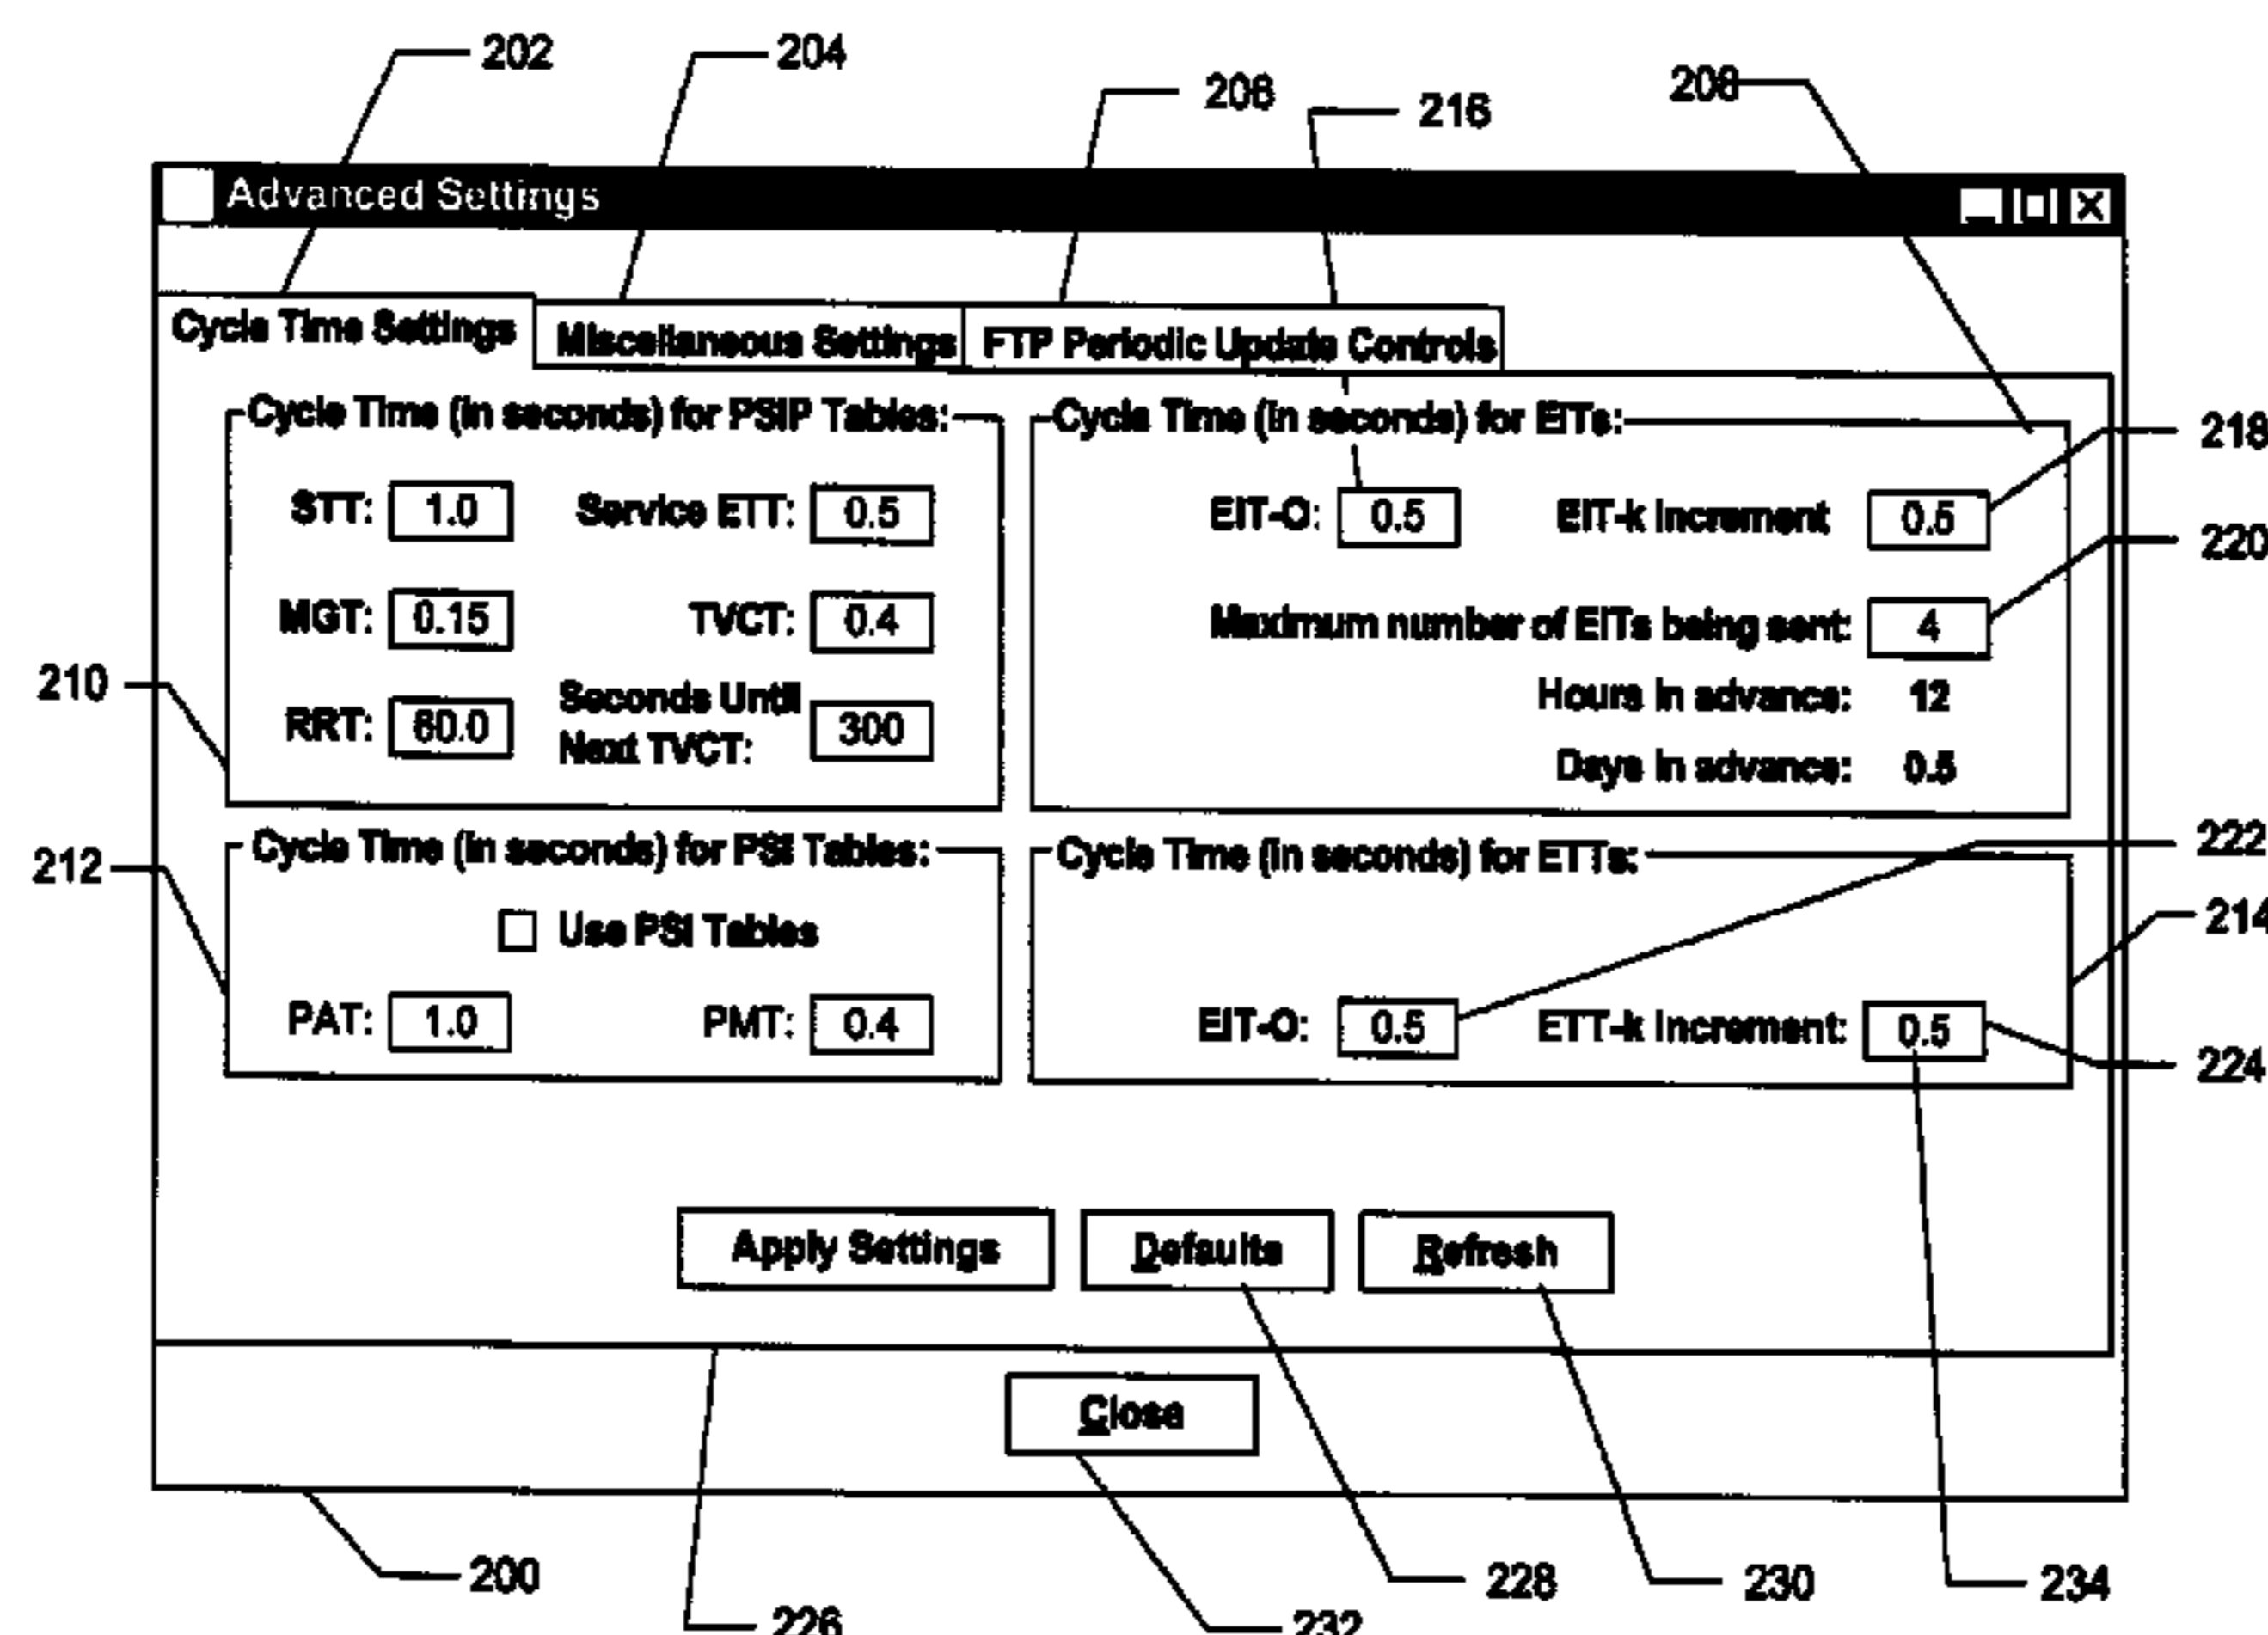 202
204
206
216
208
Advanced Settings
Cycle Time Settings
Miscellaneous Settings
FTP Periodic Update Controls
Cycle Time (in seconds) for PSIP Tables:
STT: 1.0
Service ETT: 0.5
MGT: 0.15
TVCT: 0.4
RRT: 60.0
Seconds Until
Next TVCT: 300
Cycle Time (in seconds) for EITs:
EIT-O: 0.5
EIT-k increment 0.5
Maximum number of EITs being sent: 4
Hours in advance: 12
Days in advance: 0.5
218
220
210
212
Cycle Time (in seconds) for PSI Tables:
Use PSI Tables
PAT: 1.0
PMT: 0.4
Cycle Time (in seconds) for ETTs:
EIT-O: 0.5
ETT-k increment: 0.5
222
214
224
Apply Settings
Defaults
Refresh
Close
200
226
232
228
230
234